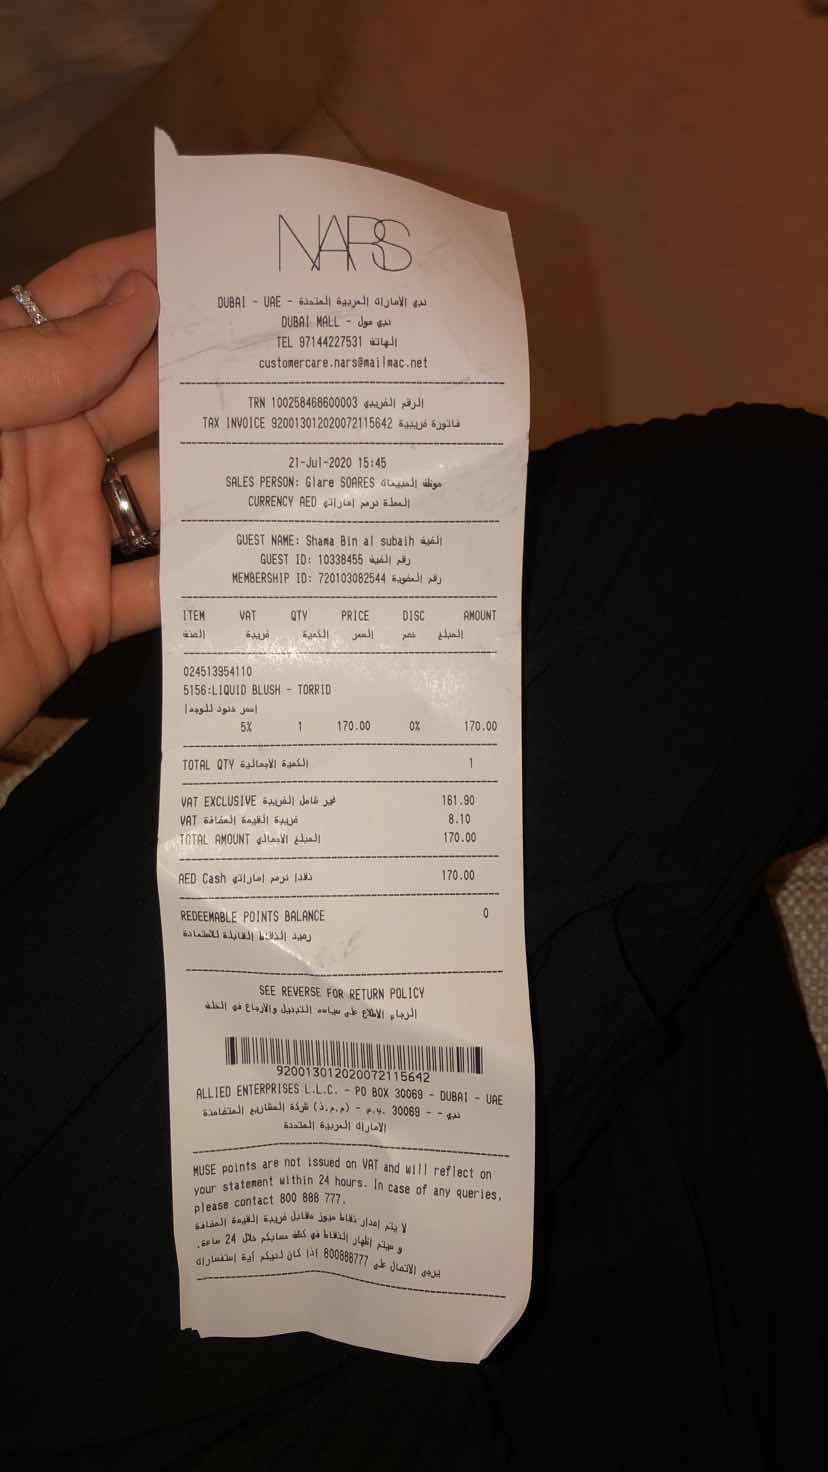 NARS
DUBAI - UAE - دبي الامارات العربية المتحدة
DUBAI MALL - دبي مول
TEL 97144227531 الهاتف
customercare.nars@mailmac.net
TRN 100258468600003 الرقم الضريبي
TAX INVOICE 920013012020072115642 فاتورة ضريبية
21-Jul-2020 15:45
SALES PERSON: Glare SOARES موظف المبيعات
CURRENCY AED العملة درهم إماراتي
GUEST NAME: Shama Bin al subaih الضيف
GUEST ID: 10338455 رقم الضيف
MEMBERSHIP ID: 720103082544 رقم العضوية
ITEM VAT QTY PRICE DISC AMOUNT
الصنف ضريبة الكمية السعر خصم المبلغ
024513954110
5156:LIQUID BLUSH - TORRID
احمر خدود للوجه
5% 1 170.00 0% 170.00
TOTAL QTY الكمية الاجمالية 1
VAT EXCLUSIVE غير شامل الضريبة 161.90
VAT ضريبة القيمة المضافة 8.10
TOTAL AMOUNT المبلغ الاجمالي 170.00
AED Cash نقدا درهم إماراتي 170.00
REDEEMABLE POINTS BALANCE 0
رصيد النقاط القابلة للاستعادة
SEE REVERSE FOR RETURN POLICY
الرجاء الاطلاع على سياسة التبديل والارجاع في الخلف
920013012020072115642
ALLIED ENTERPRISES L.L.C. - PO BOX 30069 - DUBAI - UAE
شركة المشاريع المتضامنة (ذ.م.م) - ص.ب. 30069 - - دبي
الامارات العربية المتحدة
MUSE points are not issued on VAT and will reflect on
your statement within 24 hours. In case of any queries,
please contact 800 888 777.
لا يتم إصدار نقاط ميوز مقابل ضريبة القيمة المضافة
و سيتم إظهار النقاط في كشف حسابكم خلال 24 ساعة.
يرجى الاتصال على 800888777 إذا كان لديكم أية إستفسارات